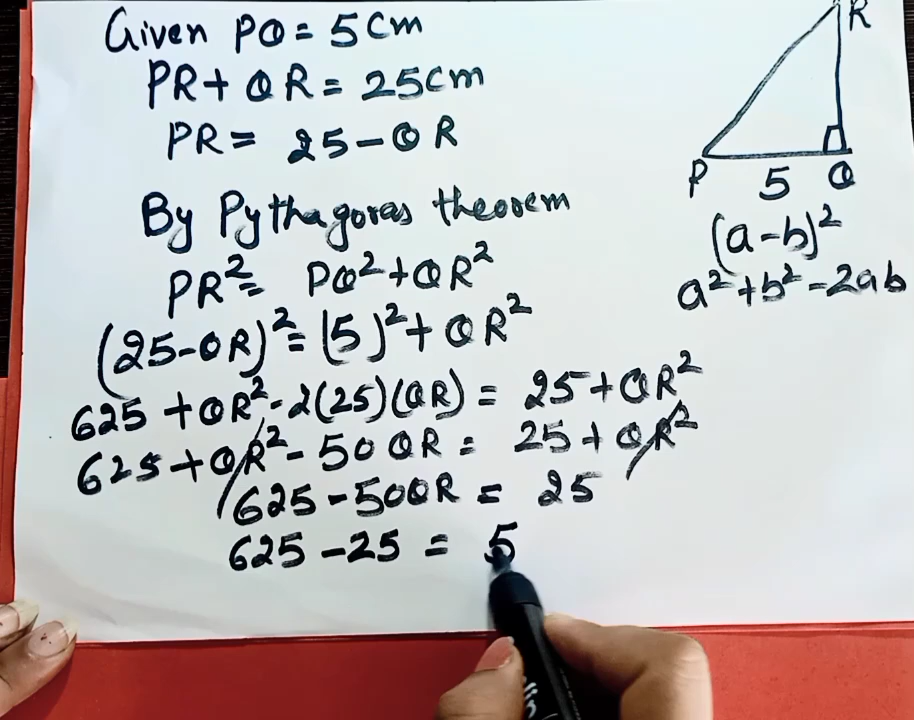 Given PQ = 5cm
PR + QR = 25cm
PR = 25 - QR
By Pythagoras theorem
PR² = PQ² + QR²
(25-QR)² = (5)² + QR²
625 + QR² - 2(25)(QR) = 25 + QR²
625 + QR² - 50QR = 25 + QR²
625 - 50QR = 25
625 - 25 = 5
R
P 5 Q
(a-b)²
a² + b² - 2ab